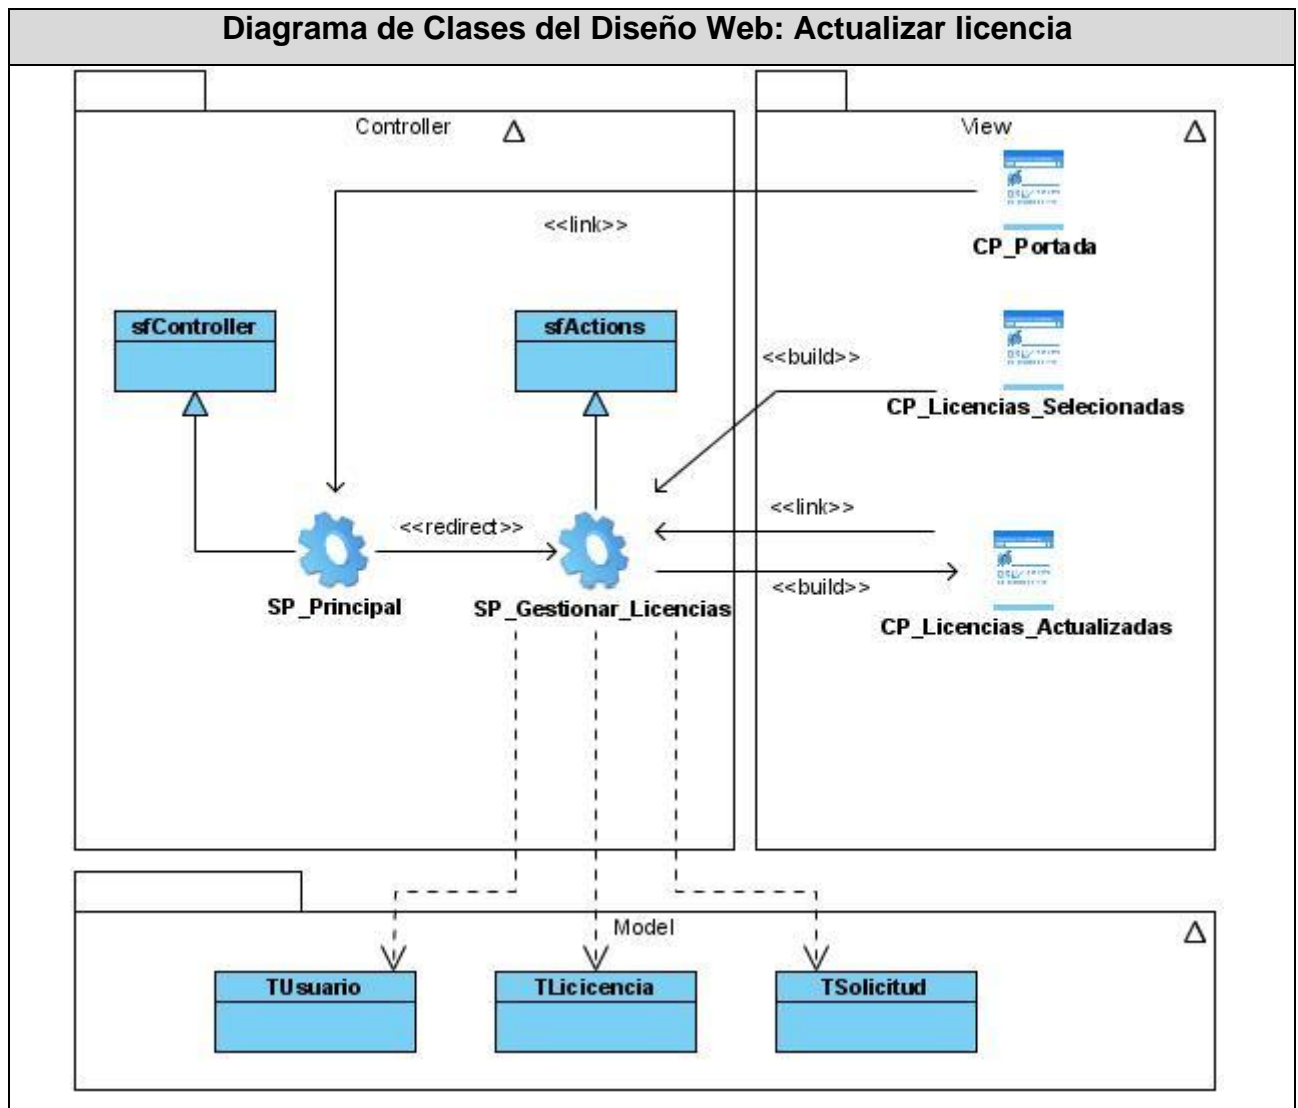 Diagrama de Clases del Diseño Web: Actualizar licencia
Controller
View
<<link>>
CP_Portada
sfController
sfActions
<<build>>
CP_Licencias_Selecionadas
<<redirect>>
<<link>>
<<build>>
SP_Principal
SP_Gestionar_Licencias
CP_Licencias_Actualizadas
Model
TUsuario
TLicicencia
TSolicitud